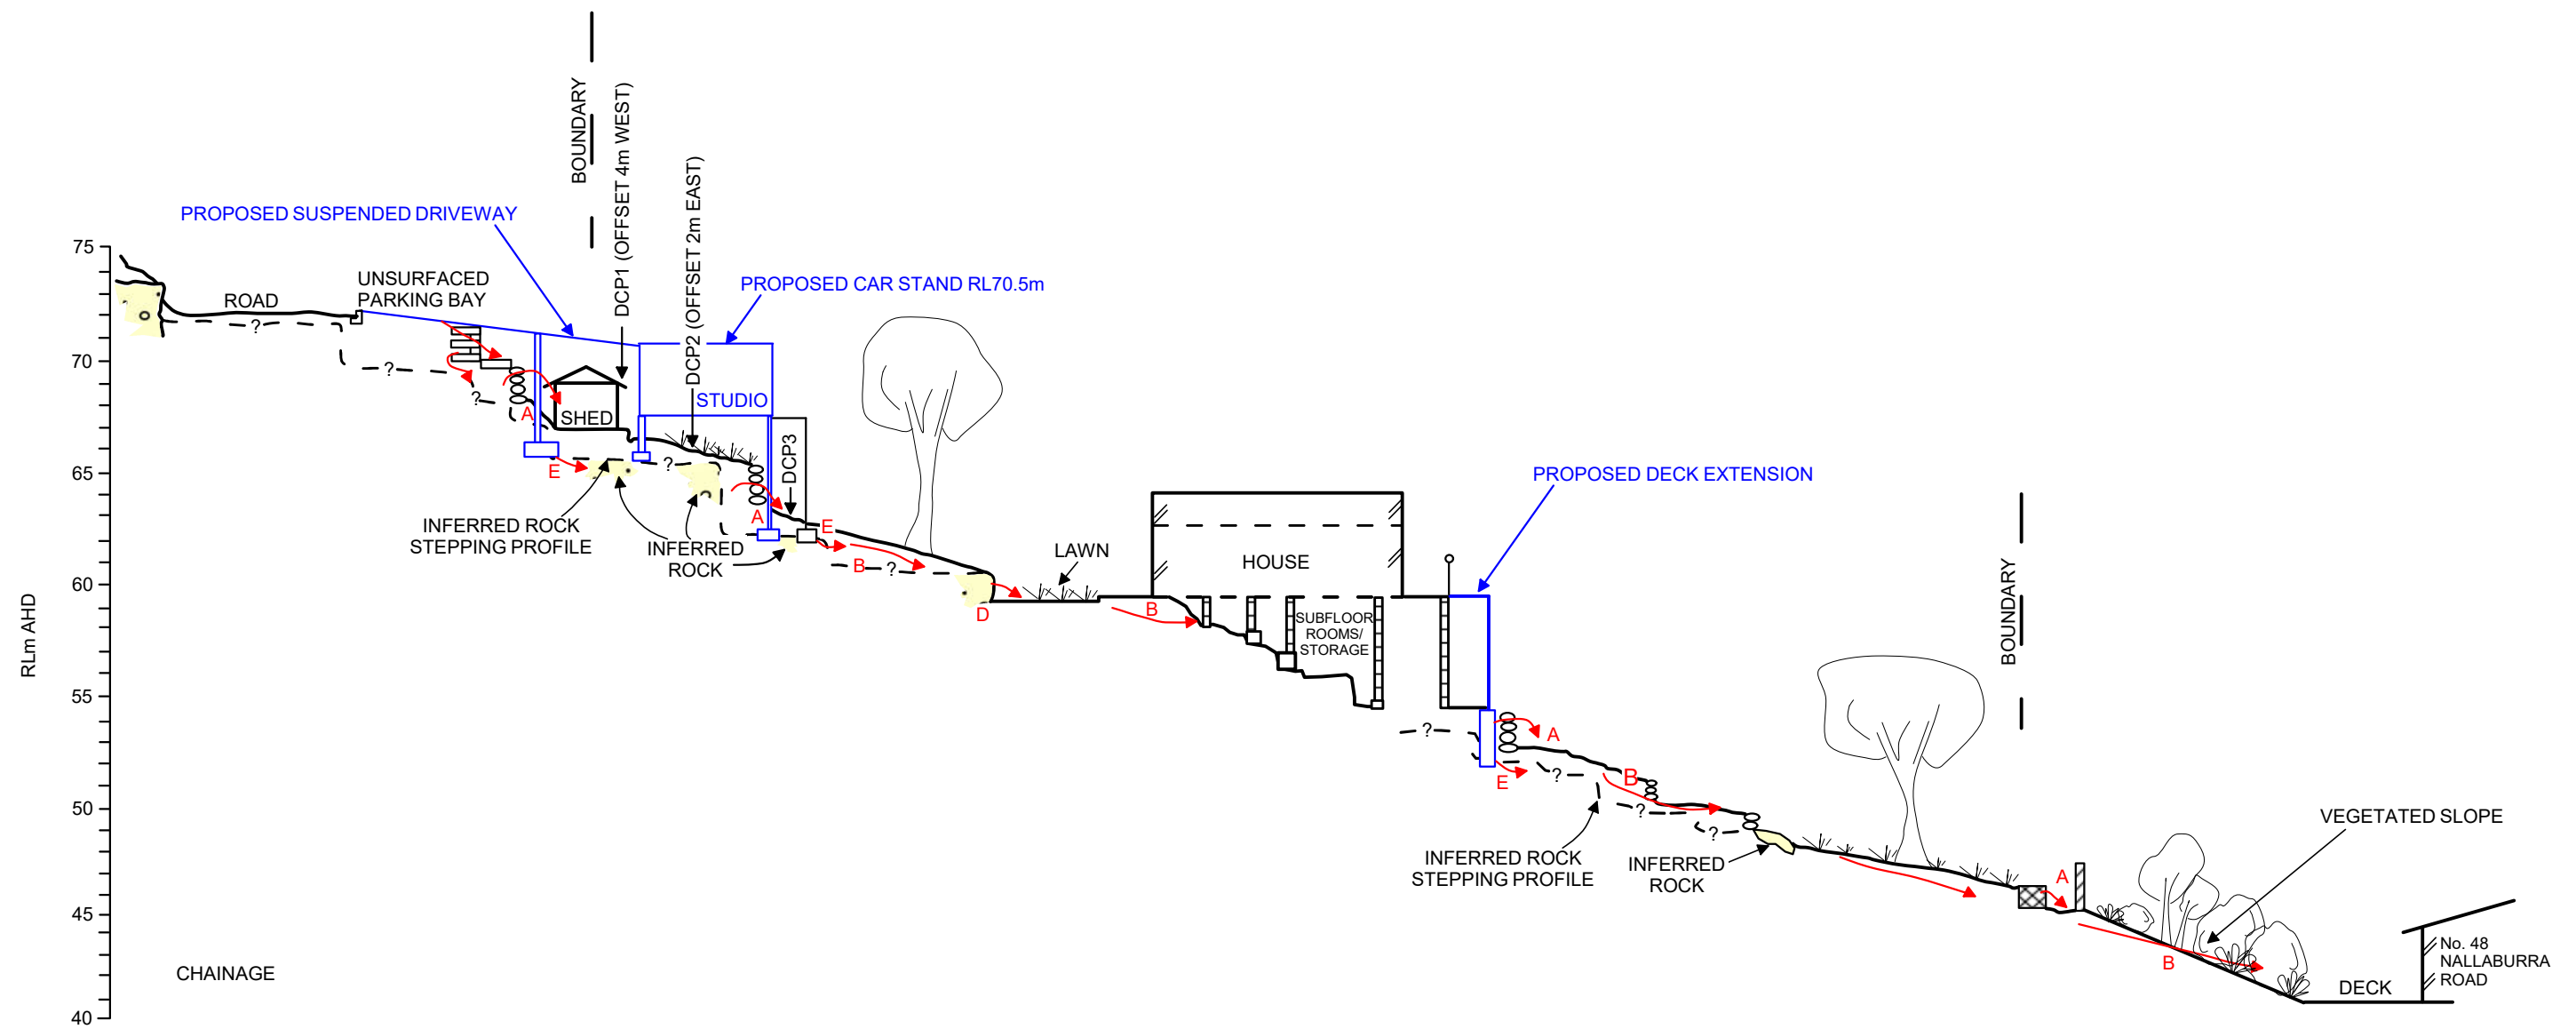 BOUNDARY
DCP1 (OFFSET 4m WEST)
DCP2 (OFFSET 2m EAST)
PROPOSED SUSPENDED DRIVEWAY
75
UNSURFACED
PARKING BAY
ROAD
PROPOSED CAR STAND RL70.5m
?
70
?
?
A
SHED
STUDIO
DCP3
65
E
?
INFERRED ROCK
STEPPING PROFILE
INFERRED
ROCK
A
E
B
?
60
D
LAWN
B
HOUSE
SUBFLOOR
ROOMS/
STORAGE
PROPOSED DECK EXTENSION
BOUNDARY
RLm AHD
55
?
A
E
?
B
?
?
50
INFERRED ROCK
STEPPING PROFILE
INFERRED
ROCK
VEGETATED SLOPE
A
45
B
No. 48
NALLABURRA
ROAD
DECK
CHAINAGE
40